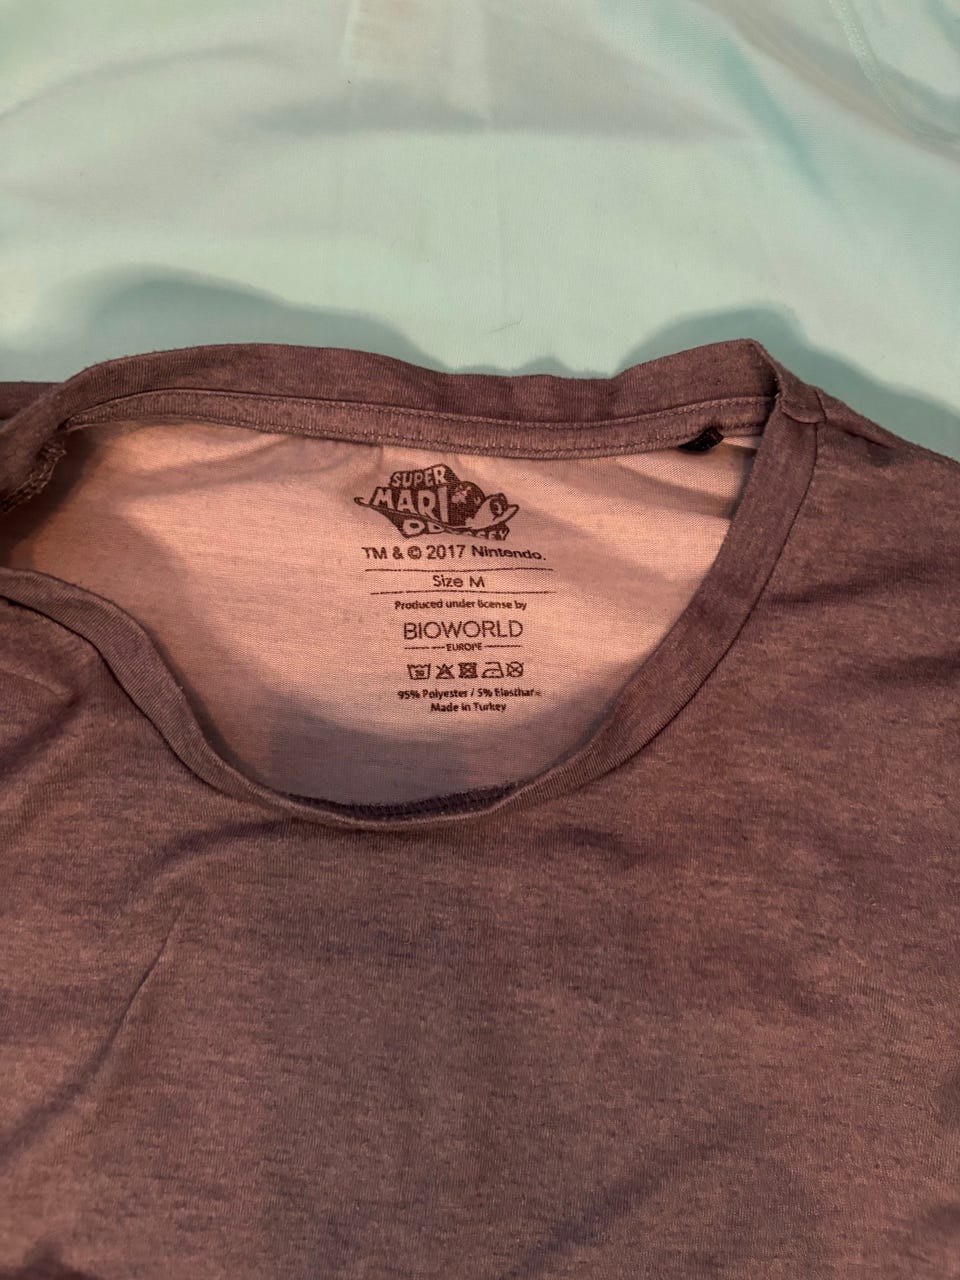 SUPER
MARIO
ODYSSEY
TM & © 2017 Nintendo.
Size M
Produced under license by
BIOWORLD
EUROPE
95% Polyester / 5% Elasthan
Made in Turkey